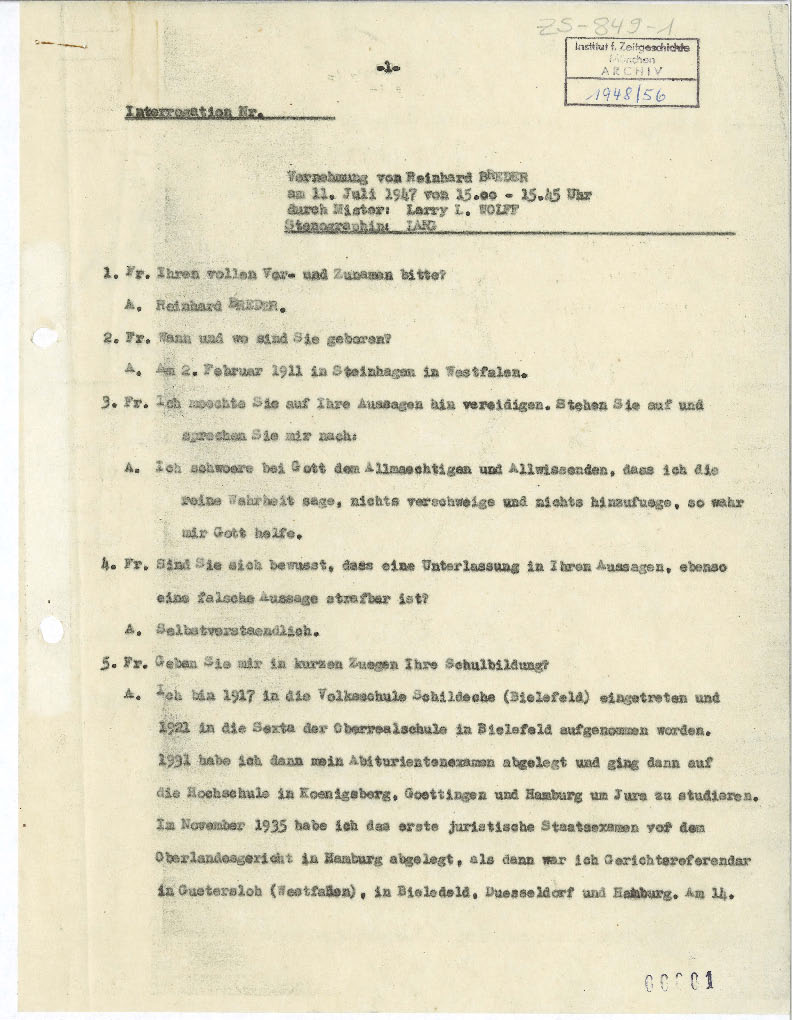 ZS-849-1
Institut f. Zeitgeschichte
München
ARCHIV
1948/56
-1-
Interrogation Nr.
Vernehmung von Reinhard BREDER
am 11. Juli 1947 von 15.00 - 15.45 Uhr
durch Mister: Larry L. WOLFF
Stenographin: LANG
1. Fr. Ihren vollen Vor- und Zunamen bitte?
A. Reinhard BREDER.
2. Fr. Wann und wo sind Sie geboren?
A. Am 2. Februar 1911 in Steinhagen in Westfalen.
3. Fr. Ich moechte Sie auf Ihre Aussagen hin vereidigen. Stehen Sie auf und
sprechen Sie mir nach:
A. Ich schwoere bei Gott dem Allmaechtigen und Allwissenden, dass ich die
reine Wahrheit sage, nichts verschweige und nichts hinzufuege, so wahr
mir Gott helfe.
4. Fr. Sind Sie sich bewusst, dass eine Unterlassung in Ihren Aussagen, ebenso
eine falsche Aussage strafbar ist?
A. Selbstverstaendlich.
5. Fr. Geben Sie mir in kurzen Zuegen Ihre Schulbildung?
A. Ich bin 1917 in die Volksschule Schildeche (Bielefeld) eingetreten und
1921 in die Sexta der Oberrealschule in Bielefeld aufgenommen worden.
1931 habe ich dann mein Abiturientenexamen abgelegt und ging dann auf
die Hochschule in Koenigsberg, Goettingen und Hamburg um Jura zu studieren.
Im November 1935 habe ich das erste juristische Staatsexamen vof dem
Oberlandesgericht in Hamburg abgelegt, als dann war ich Gerichtsreferendar
in Guetersloh (Westfalen), in Bieledeld, Duesseldorf und Hamburg. Am 14.
00001